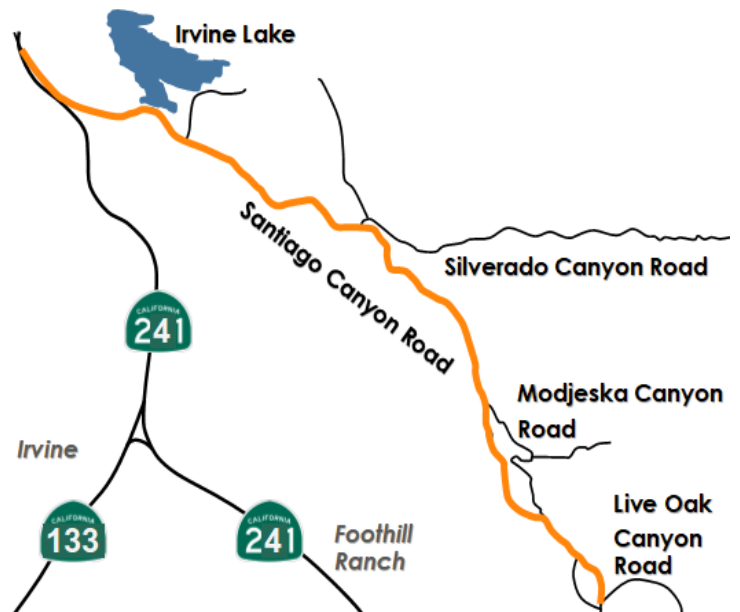 Irvine Lake
Santiago Canyon Road
Silverado Canyon Road
CALIFORNIA
241
Modjeska Canyon
Road
Irvine
CALIFORNIA
133
CALIFORNIA
241
Foothill
Ranch
Live Oak
Canyon
Road